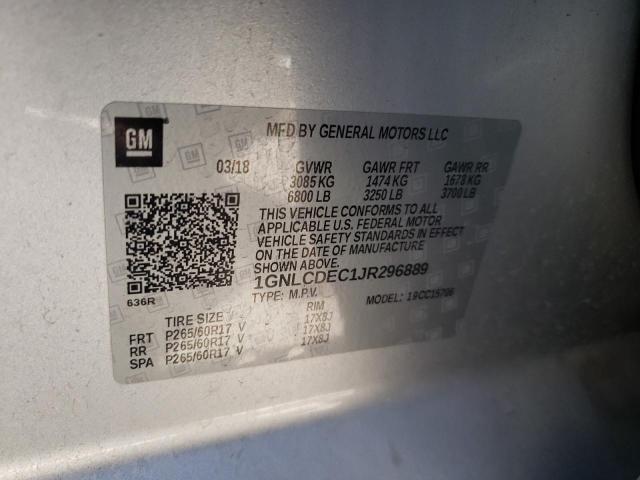 GM
MFD BY GENERAL MOTORS LLC
03/18 GVWR GAWR FRT GAWR RR
3085 KG 1474 KG 1678 KG
6800 LB 3250 LB 3700 LB
THIS VEHICLE CONFORMS TO ALL
APPLICABLE U.S. FEDERAL MOTOR
VEHICLE SAFETY STANDARDS IN EFFECT
ON THE DATE OF MANUFACTURE
SHOWN ABOVE.
1GNLCDEC1JR296889
636R
TYPE: M.P.V. MODEL: 19CC15706
TIRE SIZE RIM
FRT P265/60R17 V 17X8J
RR P265/60R17 V 17X8J
SPA P265/60R17 V 17X8J